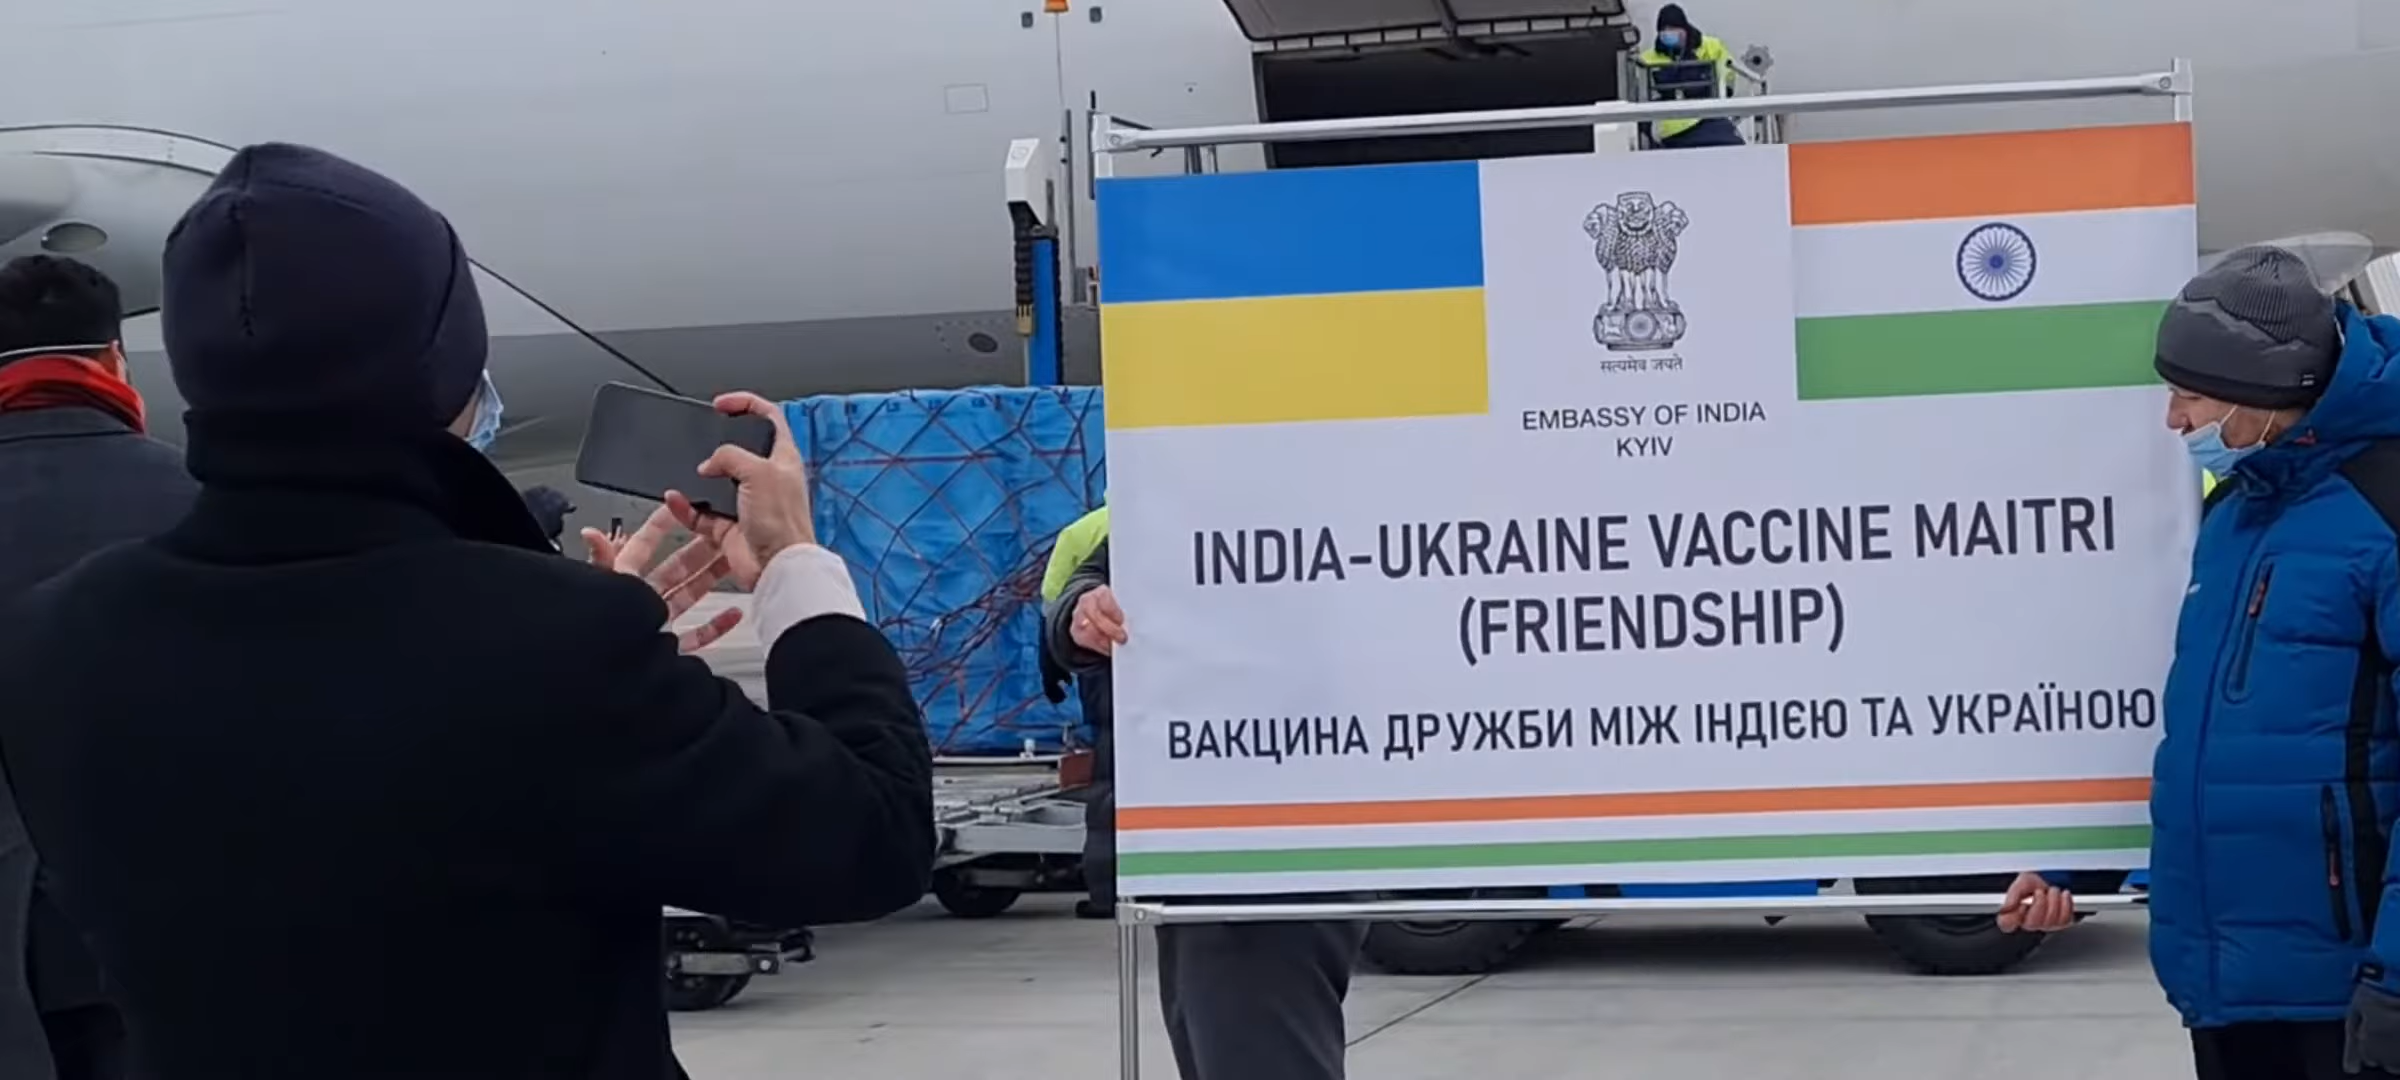 सत्यमेव जयते
EMBASSY OF INDIA
KYIV
INDIA-UKRAINE VACCINE MAITRI
(FRIENDSHIP)
ВАКЦИНА ДРУЖБИ МІЖ ІНДІЄЮ ТА УКРАЇНОЮ